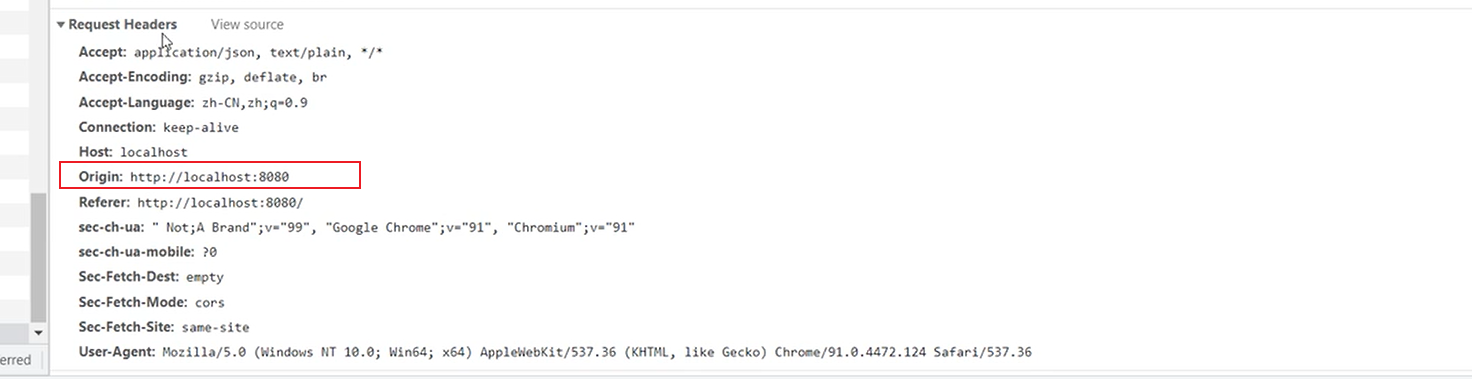 Request Headers View source
Accept: application/json, text/plain, */*
Accept-Encoding: gzip, deflate, br
Accept-Language: zh-CN,zh;q=0.9
Connection: keep-alive
Host: localhost
Origin: http://localhost:8080
Referer: http://localhost:8080/
sec-ch-ua: " Not;A Brand";v="99", "Google Chrome";v="91", "Chromium";v="91"
sec-ch-ua-mobile: ?0
Sec-Fetch-Dest: empty
Sec-Fetch-Mode: cors
Sec-Fetch-Site: same-site
User-Agent: Mozilla/5.0 (Windows NT 10.0; Win64; x64) AppleWebKit/537.36 (KHTML, like Gecko) Chrome/91.0.4472.124 Safari/537.36
erred